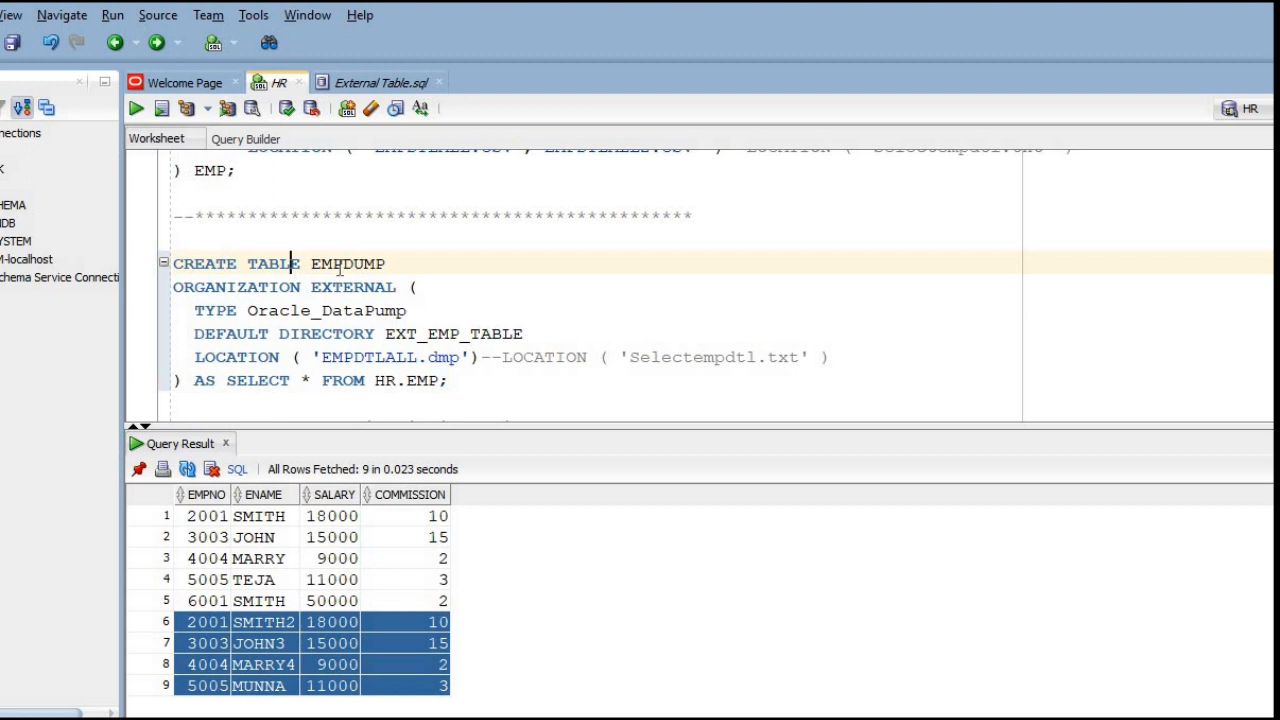 View Navigate Run Source Team Tools Window Help
Welcome Page HR External Table.sql
HR
Worksheet Query Builder
nections
K
HEMA
NDB
YSTEM
M-localhost
chema Service Connecti
) EMP;
--***********************************************
CREATE TABLE EMPDUMP
ORGANIZATION EXTERNAL (
TYPE Oracle_DataPump
DEFAULT DIRECTORY EXT_EMP_TABLE
LOCATION ( 'EMPDTLALL.dmp')--LOCATION ( 'Selectempdtl.txt' )
) AS SELECT * FROM HR.EMP;
Query Result x
SQL | All Rows Fetched: 9 in 0.023 seconds
EMPNO ENAME SALARY COMMISSION
1 2001 SMITH 18000 10
2 3003 JOHN 15000 15
3 4004 MARRY 9000 2
4 5005 TEJA 11000 3
5 6001 SMITH 50000 2
6 2001 SMITH2 18000 10
7 3003 JOHN3 15000 15
8 4004 MARRY4 9000 2
9 5005 MUNNA 11000 3